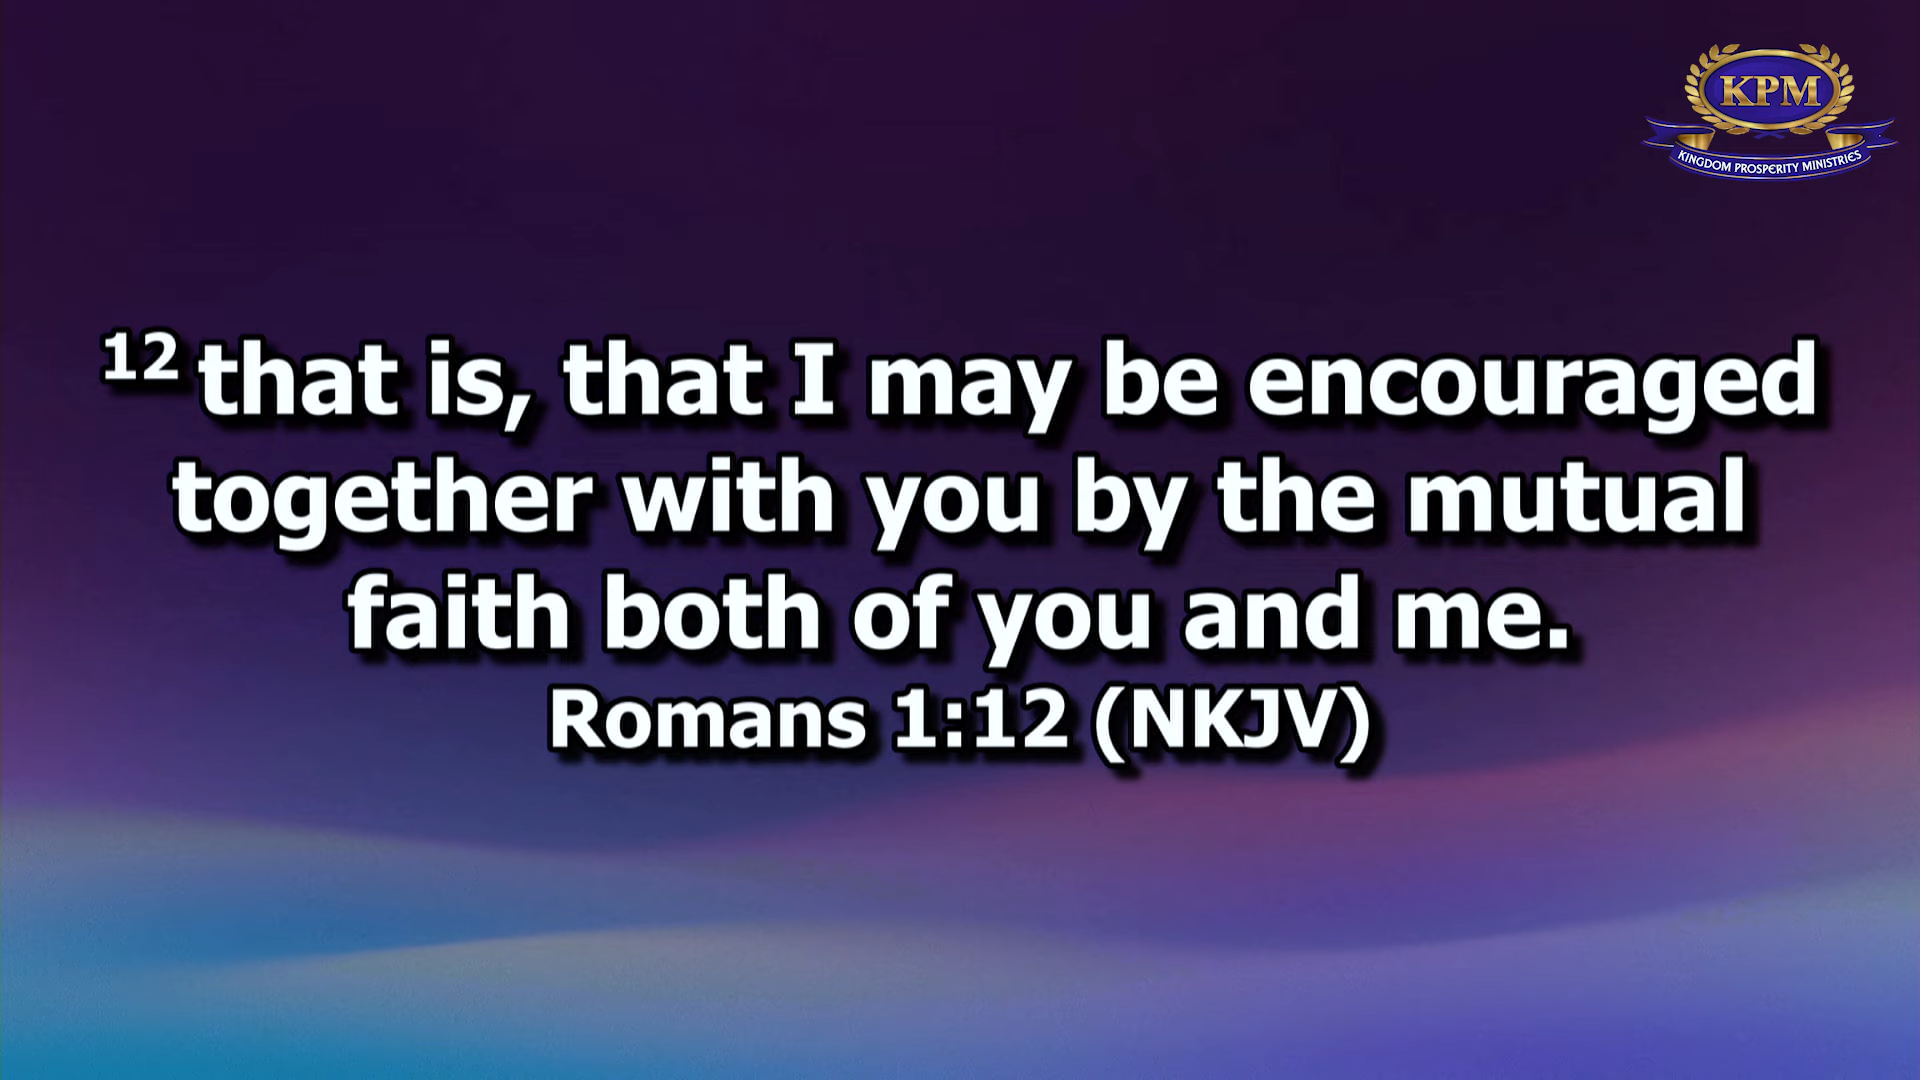 KPM
KINGDOM PROSPERITY MINISTRIES
12 that is, that I may be encouraged
together with you by the mutual
faith both of you and me.
Romans 1:12 (NKJV)